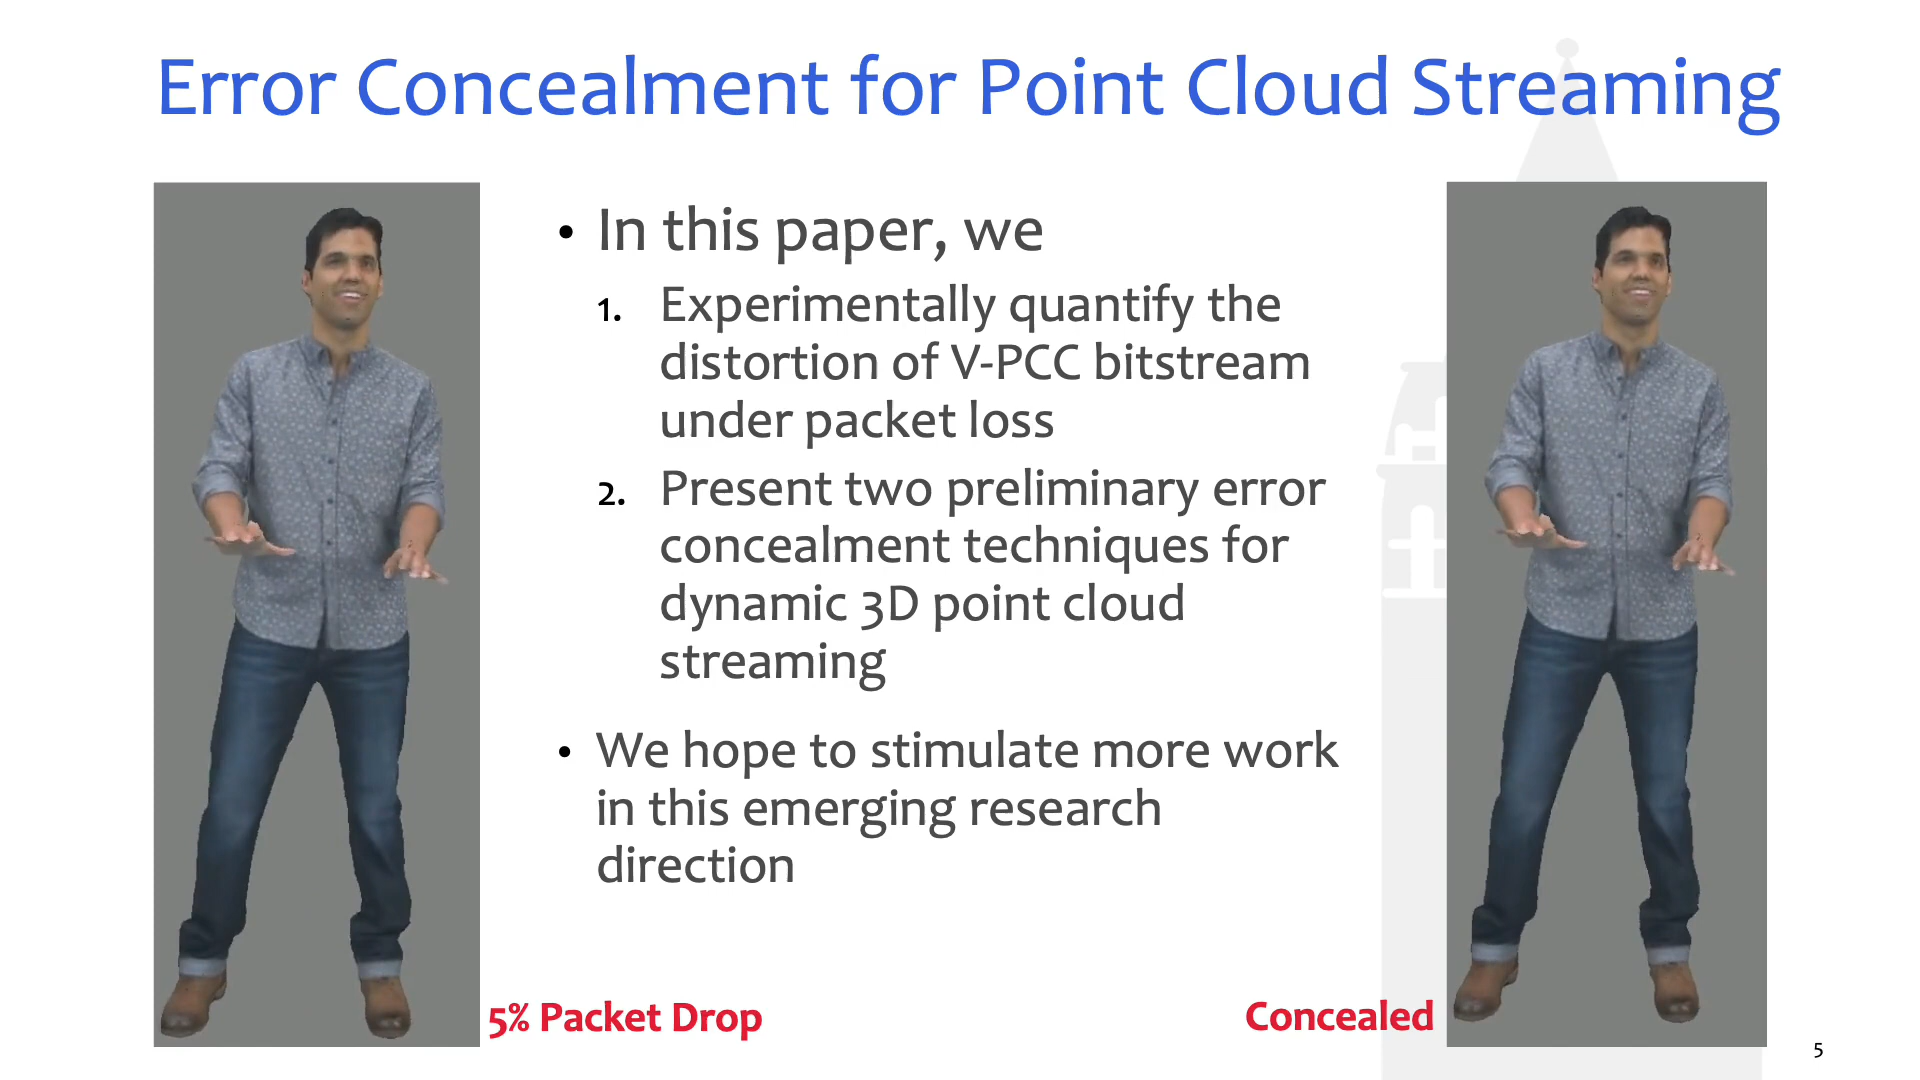 Error Concealment for Point Cloud Streaming
• In this paper, we
1. Experimentally quantify the
distortion of V-PCC bitstream
under packet loss
2. Present two preliminary error
concealment techniques for
dynamic 3D point cloud
streaming
• We hope to stimulate more work
in this emerging research
direction
5% Packet Drop
Concealed
5